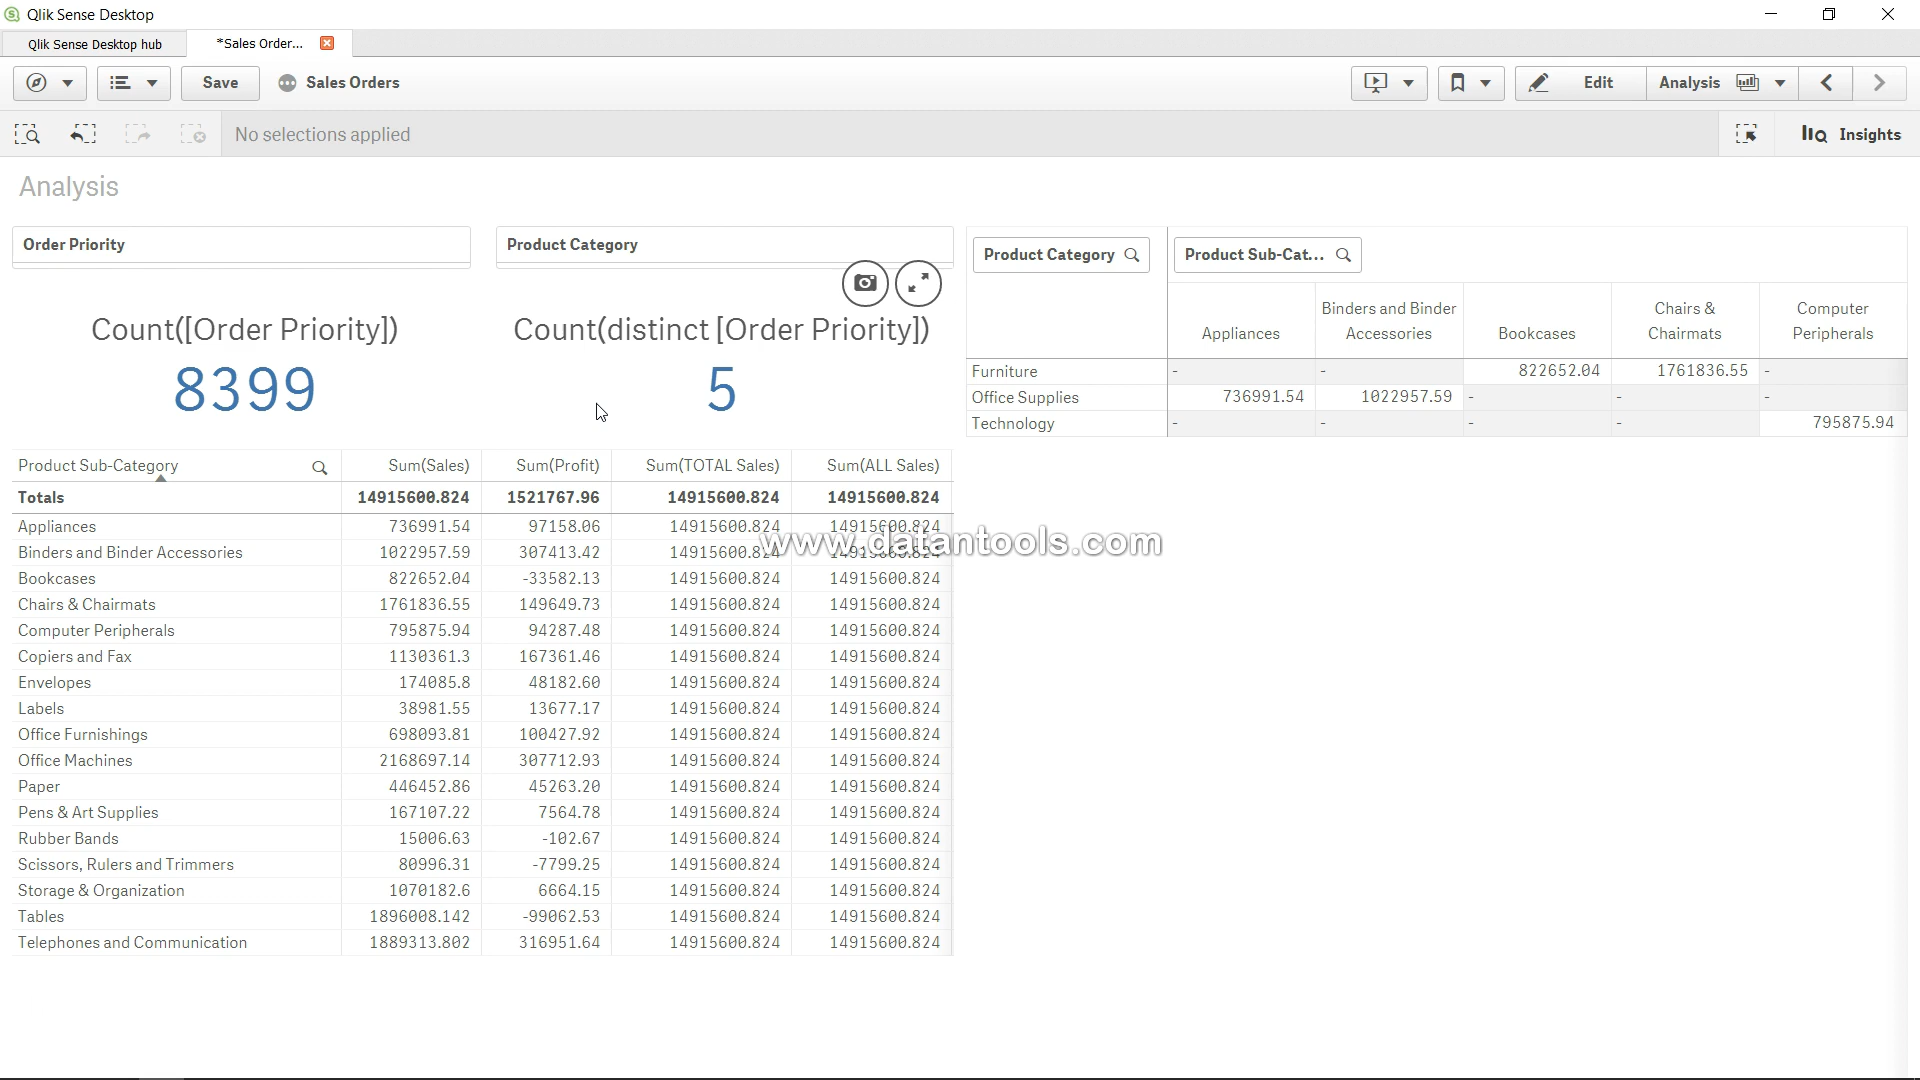 Qlik Sense Desktop
Qlik Sense Desktop hub
*Sales Order...
Save
Sales Orders
Edit
Analysis
No selections applied
Insights
Analysis
Order Priority
Product Category
Count([Order Priority])
8399
Count(distinct [Order Priority])
5
Product Category
Product Sub-Cat...
Appliances
Binders and Binder
Accessories
Bookcases
Chairs &
Chairmats
Computer
Peripherals
Furniture - - 822652.04 1761836.55 -
Office Supplies 736991.54 1022957.59 - - -
Technology - - - - 795875.94
Product Sub-Category Sum(Sales) Sum(Profit) Sum(TOTAL Sales) Sum(ALL Sales)
Totals 14915600.824 1521767.96 14915600.824 14915600.824
Appliances 736991.54 97158.06 14915600.824 14915600.824
www.datantools.com
Binders and Binder Accessories 1022957.59 307413.42 14915600.824 14915600.824
Bookcases 822652.04 -33582.13 14915600.824 14915600.824
Chairs & Chairmats 1761836.55 149649.73 14915600.824 14915600.824
Computer Peripherals 795875.94 94287.48 14915600.824 14915600.824
Copiers and Fax 1130361.3 167361.46 14915600.824 14915600.824
Envelopes 174085.8 48182.60 14915600.824 14915600.824
Labels 38981.55 13677.17 14915600.824 14915600.824
Office Furnishings 698093.81 100427.92 14915600.824 14915600.824
Office Machines 2168697.14 307712.93 14915600.824 14915600.824
Paper 446452.86 45263.20 14915600.824 14915600.824
Pens & Art Supplies 167107.22 7564.78 14915600.824 14915600.824
Rubber Bands 15006.63 -102.67 14915600.824 14915600.824
Scissors, Rulers and Trimmers 80996.31 -7799.25 14915600.824 14915600.824
Storage & Organization 1070182.6 6664.15 14915600.824 14915600.824
Tables 1896008.142 -99062.53 14915600.824 14915600.824
Telephones and Communication 1889313.802 316951.64 14915600.824 14915600.824